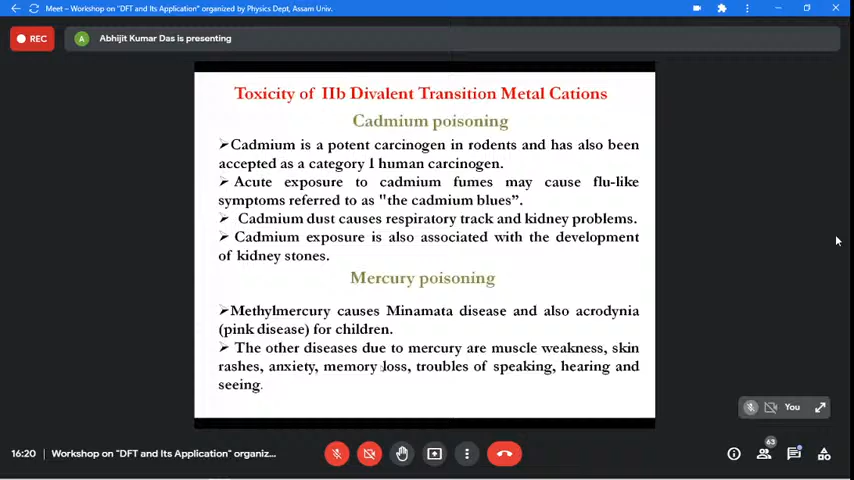 Meet – Workshop on "DFT and Its Application" organized by Physics Dept, Assam Univ.
REC
A
Abhijit Kumar Das is presenting
Toxicity of IIb Divalent Transition Metal Cations
Cadmium poisoning
➢Cadmium is a potent carcinogen in rodents and has also been
accepted as a category I human carcinogen.
➢ Acute exposure to cadmium fumes may cause flu-like
symptoms referred to as "the cadmium blues”.
➢ Cadmium dust causes respiratory track and kidney problems.
➢ Cadmium exposure is also associated with the development
of kidney stones.
Mercury poisoning
➢Methylmercury causes Minamata disease and also acrodynia
(pink disease) for children.
➢ The other diseases due to mercury are muscle weakness, skin
rashes, anxiety, memory loss, troubles of speaking, hearing and
seeing.
You
16:20 | Workshop on "DFT and Its Application" organiz...
63